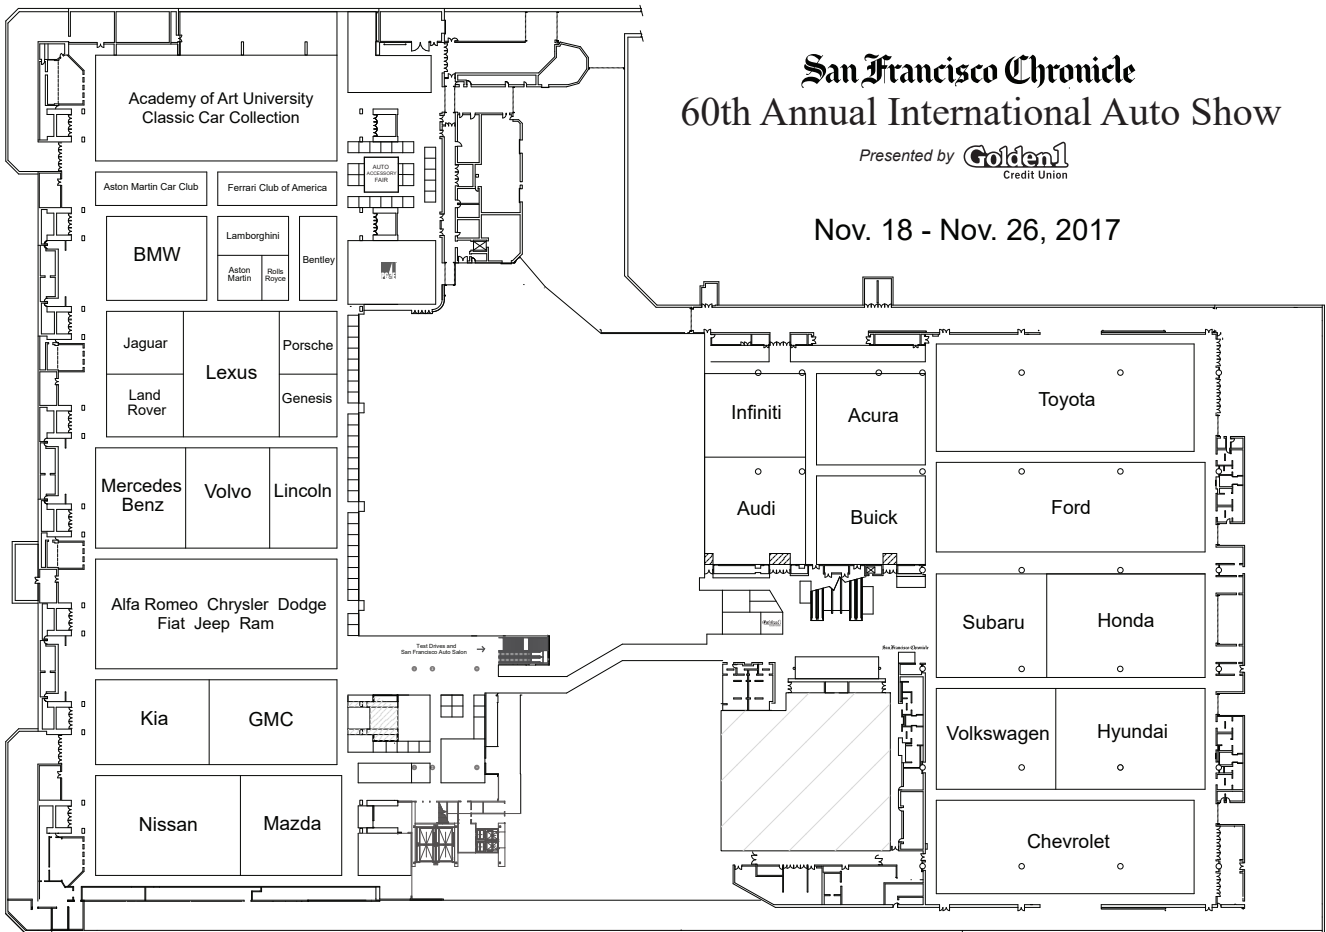 San Francisco Chronicle
60th Annual International Auto Show
Presented by Golden1
Credit Union
Nov. 18 - Nov. 26, 2017
Academy of Art University
Classic Car Collection
AUTO
ACCESSORY
FAIR
Aston Martin Car Club
Ferrari Club of America
BMW
Lamborghini
Aston
Martin
Rolls
Royce
Bentley
Jaguar
Land
Rover
Lexus
Porsche
Genesis
Mercedes
Benz
Volvo
Lincoln
Alfa Romeo Chrysler Dodge
Fiat Jeep Ram
Test Drives and
San Francisco Auto Salon
Kia
GMC
Nissan
Mazda
Infiniti
Acura
Audi
Buick
Toyota
Ford
San Francisco Chronicle
Subaru
Honda
Volkswagen
Hyundai
Chevrolet